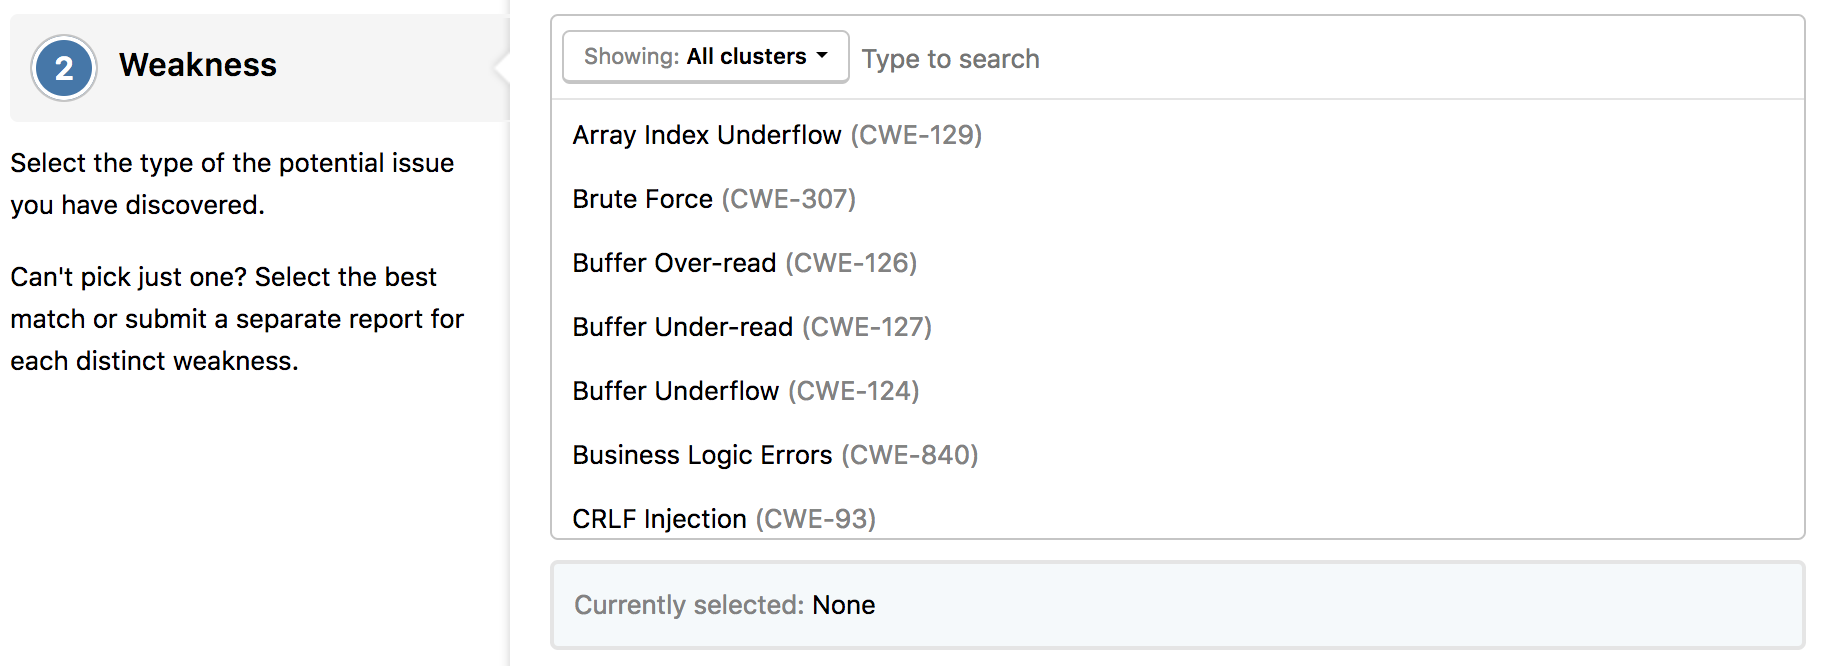 2 Weakness
Select the type of the potential issue
you have discovered.
Can't pick just one? Select the best
match or submit a separate report for
each distinct weakness.
Showing: All clusters Type to search
Array Index Underflow (CWE-129)
Brute Force (CWE-307)
Buffer Over-read (CWE-126)
Buffer Under-read (CWE-127)
Buffer Underflow (CWE-124)
Business Logic Errors (CWE-840)
CRLF Injection (CWE-93)
Currently selected: None